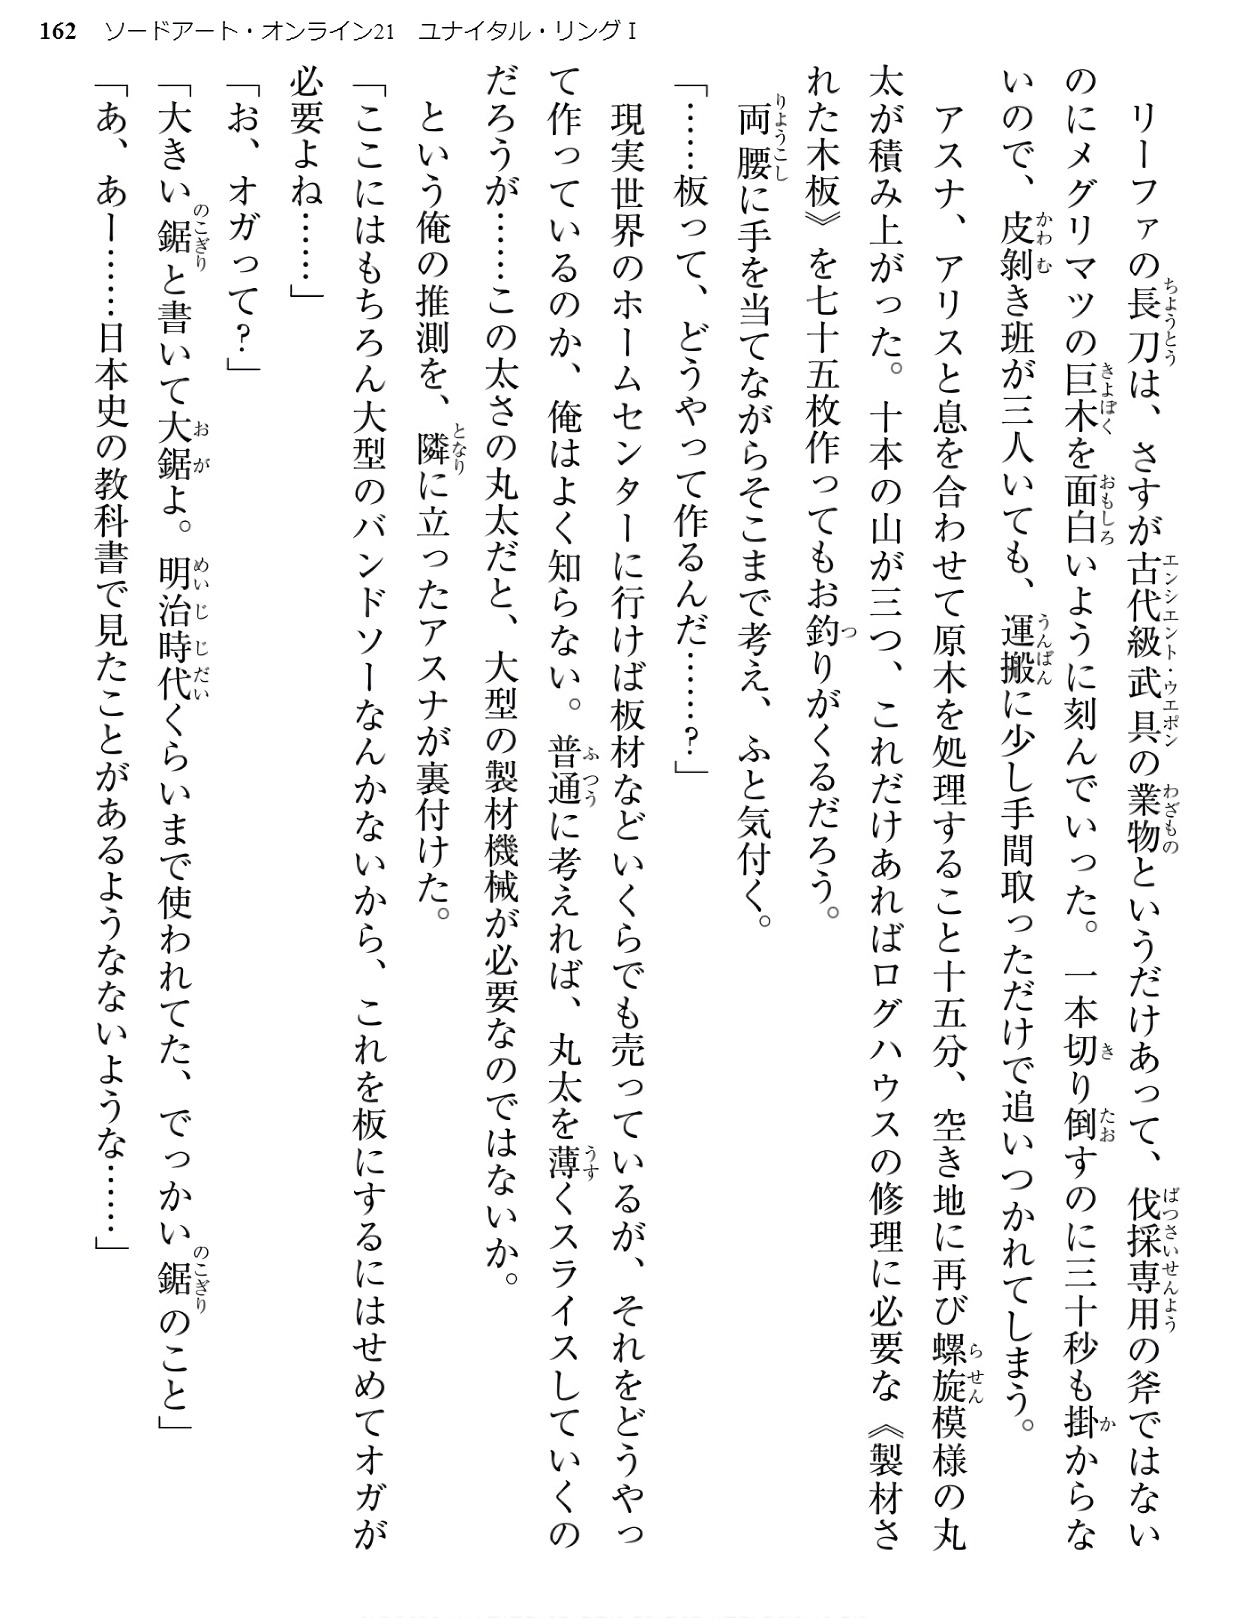 162 ソードアート・オンライン21　ユナイタル・リングⅠ
　リーファの長刀は、さすが古代級武具の業物というだけあって、伐採専用の斧ではない
のにメグリマツの巨木を面白いように刻んでいった。一本切り倒すのに三十秒も掛からな
いので、皮剝き班が三人いても、運搬に少し手間取っただけで追いつかれてしまう。
　アスナ、アリスと息を合わせて原木を処理すること十五分、空き地に再び螺旋模様の丸
太が積み上がった。十本の山が三つ、これだけあればログハウスの修理に必要な《製材さ
れた木板》を七十五枚作ってもお釣りがくるだろう。
　両腰に手を当てながらそこまで考え、ふと気付く。
「……板って、どうやって作るんだ……？」
　現実世界のホームセンターに行けば板材などいくらでも売っているが、それをどうやっ
て作っているのか、俺はよく知らない。普通に考えれば、丸太を薄くスライスしていくの
だろうが……この太さの丸太だと、大型の製材機械が必要なのではないか。
　という俺の推測を、隣に立ったアスナが裏付けた。
「ここにはもちろん大型のバンドソーなんかないから、これを板にするにはせめてオガが
必要よね……」
「お、オガって？」
「大きい鋸と書いて大鋸よ。明治時代くらいまで使われてた、でっかい鋸のこと」
「あ、あー……日本史の教科書で見たことがあるようなないような……」